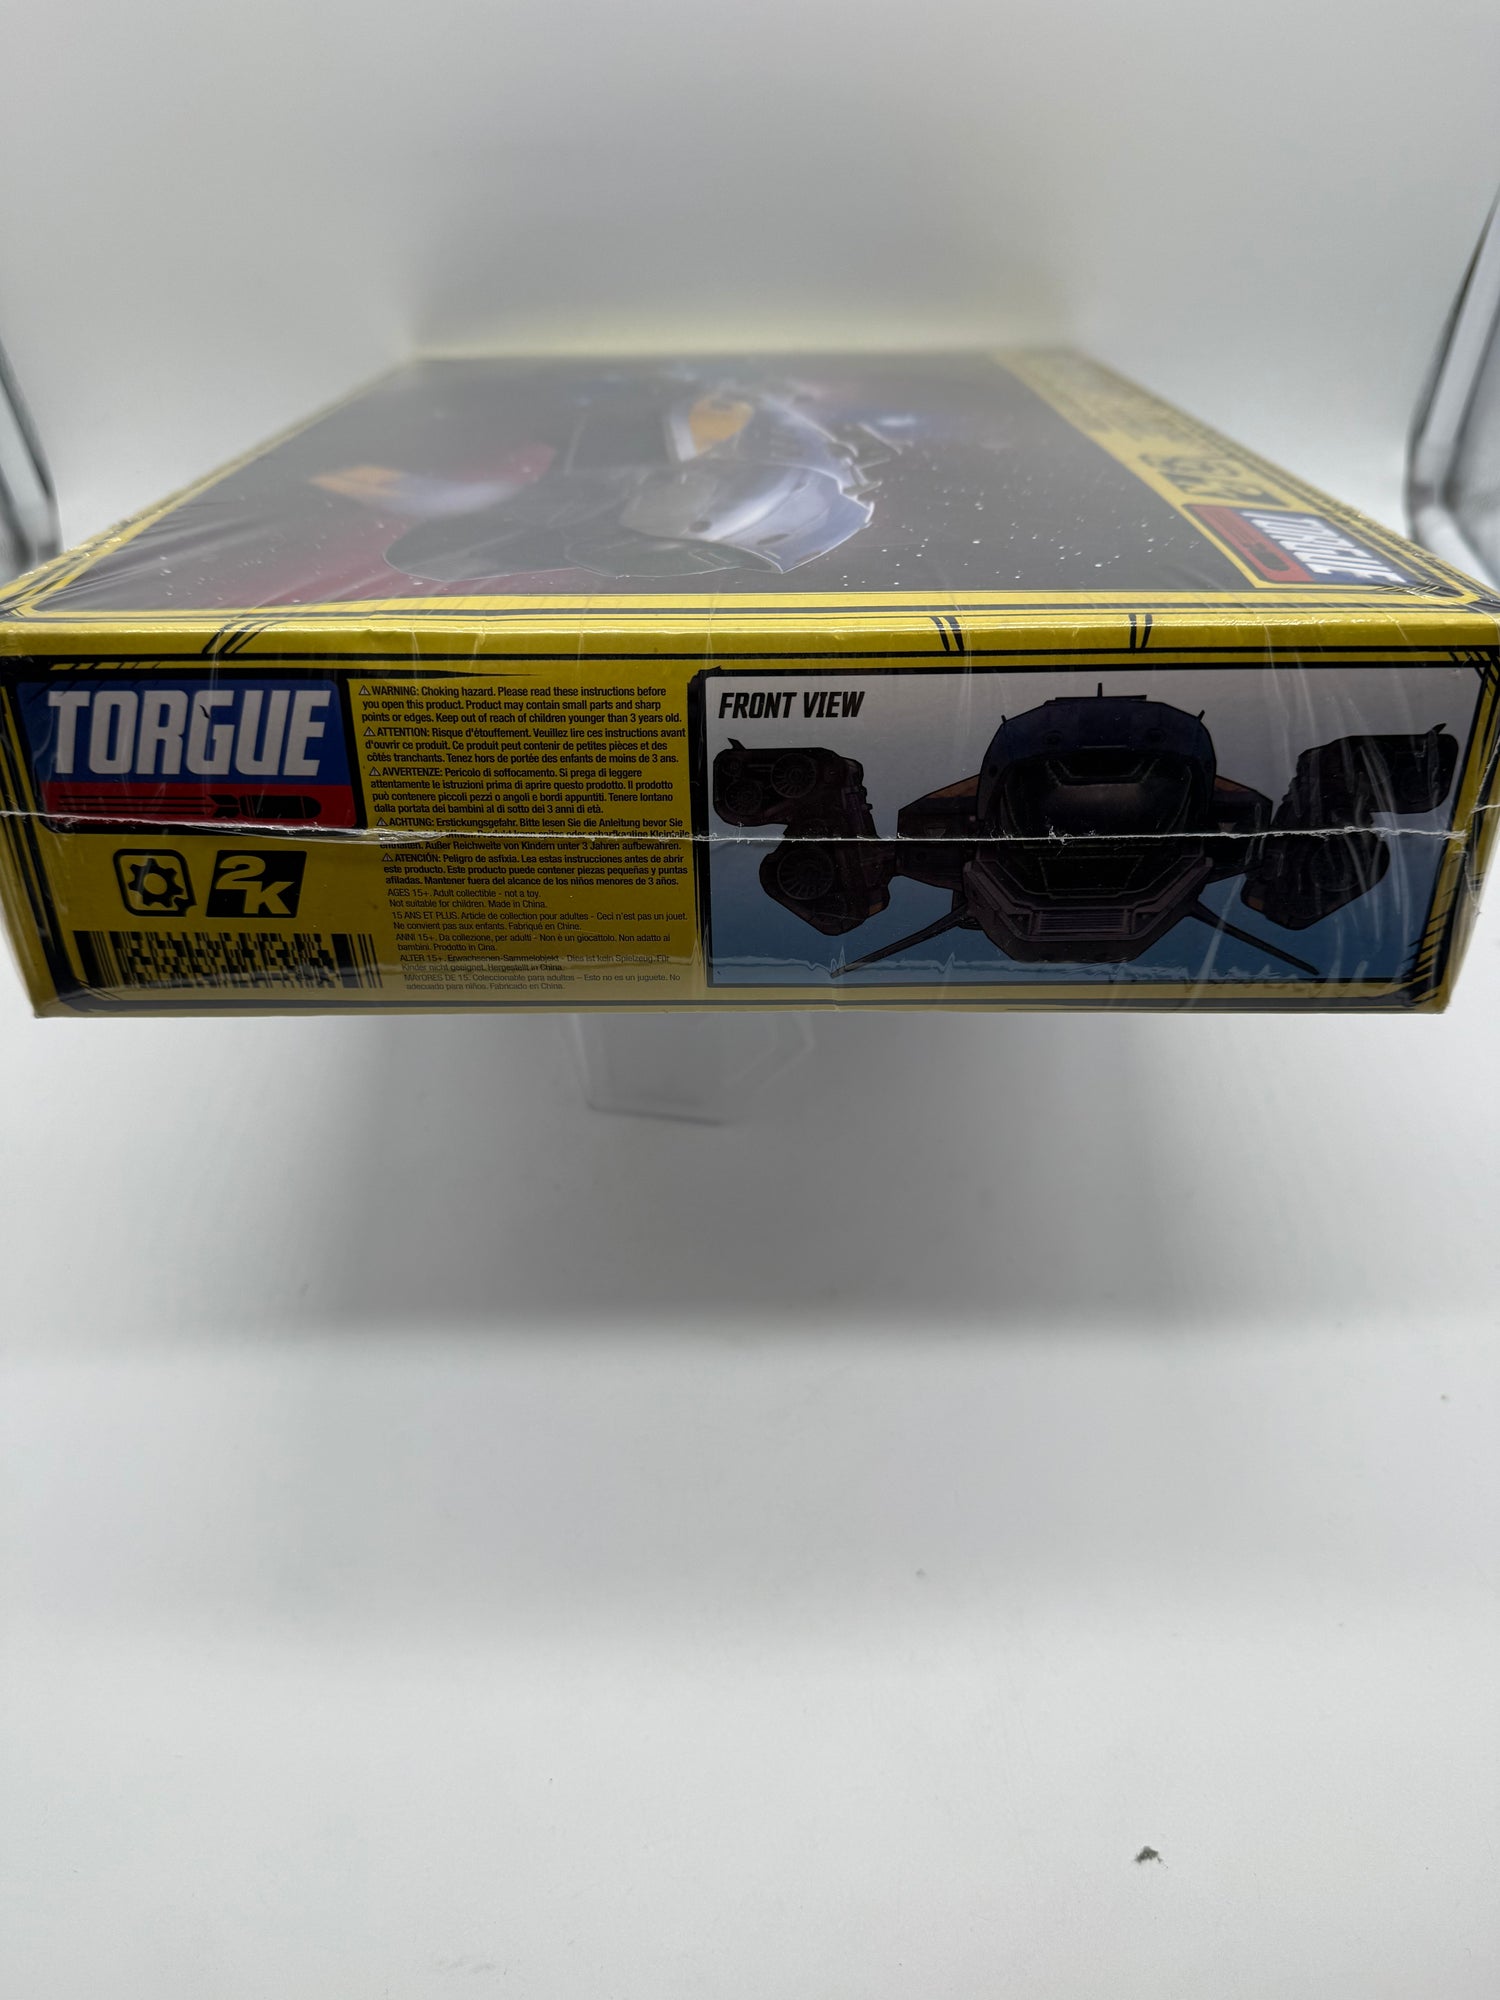 TORGUE
TORGUE
⚠ WARNING: Choking hazard. Please read these instructions before
you open this product. Product may contain small parts and sharp
points or edges. Keep out of reach of children younger than 3 years old.
⚠ ATTENTION: Risque d'étouffement. Veuillez lire ces instructions avant
d'ouvrir ce produit. Ce produit peut contenir de petites pièces et des
côtés tranchants. Tenez hors de portée des enfants de moins de 3 ans.
⚠ AVVERTENZE: Pericolo di soffocamento. Si prega di leggere
attentamente le istruzioni prima di aprire questo prodotto. Il prodotto
può contenere piccoli pezzi o angoli e bordi appuntiti. Tenere lontano
dalla portata dei bambini al di sotto dei 3 anni di età.
⚠ ACHTUNG: Erstickungsgefahr. Bitte lesen Sie die Anleitung bevor Sie
Produkt kann spitze oder scharfkantige Kleinteile
enthalten. Außer Reichweite von Kindern unter 3 Jahren aufbewahren.
⚠ ATENCIÓN: Peligro de asfixia. Lea estas instrucciones antes de abrir
este producto. Este producto puede contener piezas pequeñas y puntas
afiladas. Mantener fuera del alcance de los niños menores de 3 años.
AGES 15+. Adult collectible - not a toy.
Not suitable for children. Made in China.
15 ANS ET PLUS. Article de collection pour adultes - Ceci n'est pas un jouet.
Ne convient pas aux enfants. Fabriqué en Chine.
ANNI 15+. Da collezione, per adulti - Non è un giocattolo. Non adatto ai
bambini. Prodotto in Cina.
ALTER 15+. Erwachsenen-Sammelobjekt - Dies ist kein Spielzeug. Für
Kinder nicht geeignet. Hergestellt in China.
MAYORES DE 15. Coleccionable para adultos – Esto no es un juguete. No
adecuado para niños. Fabricado en China.
2K
FRONT VIEW